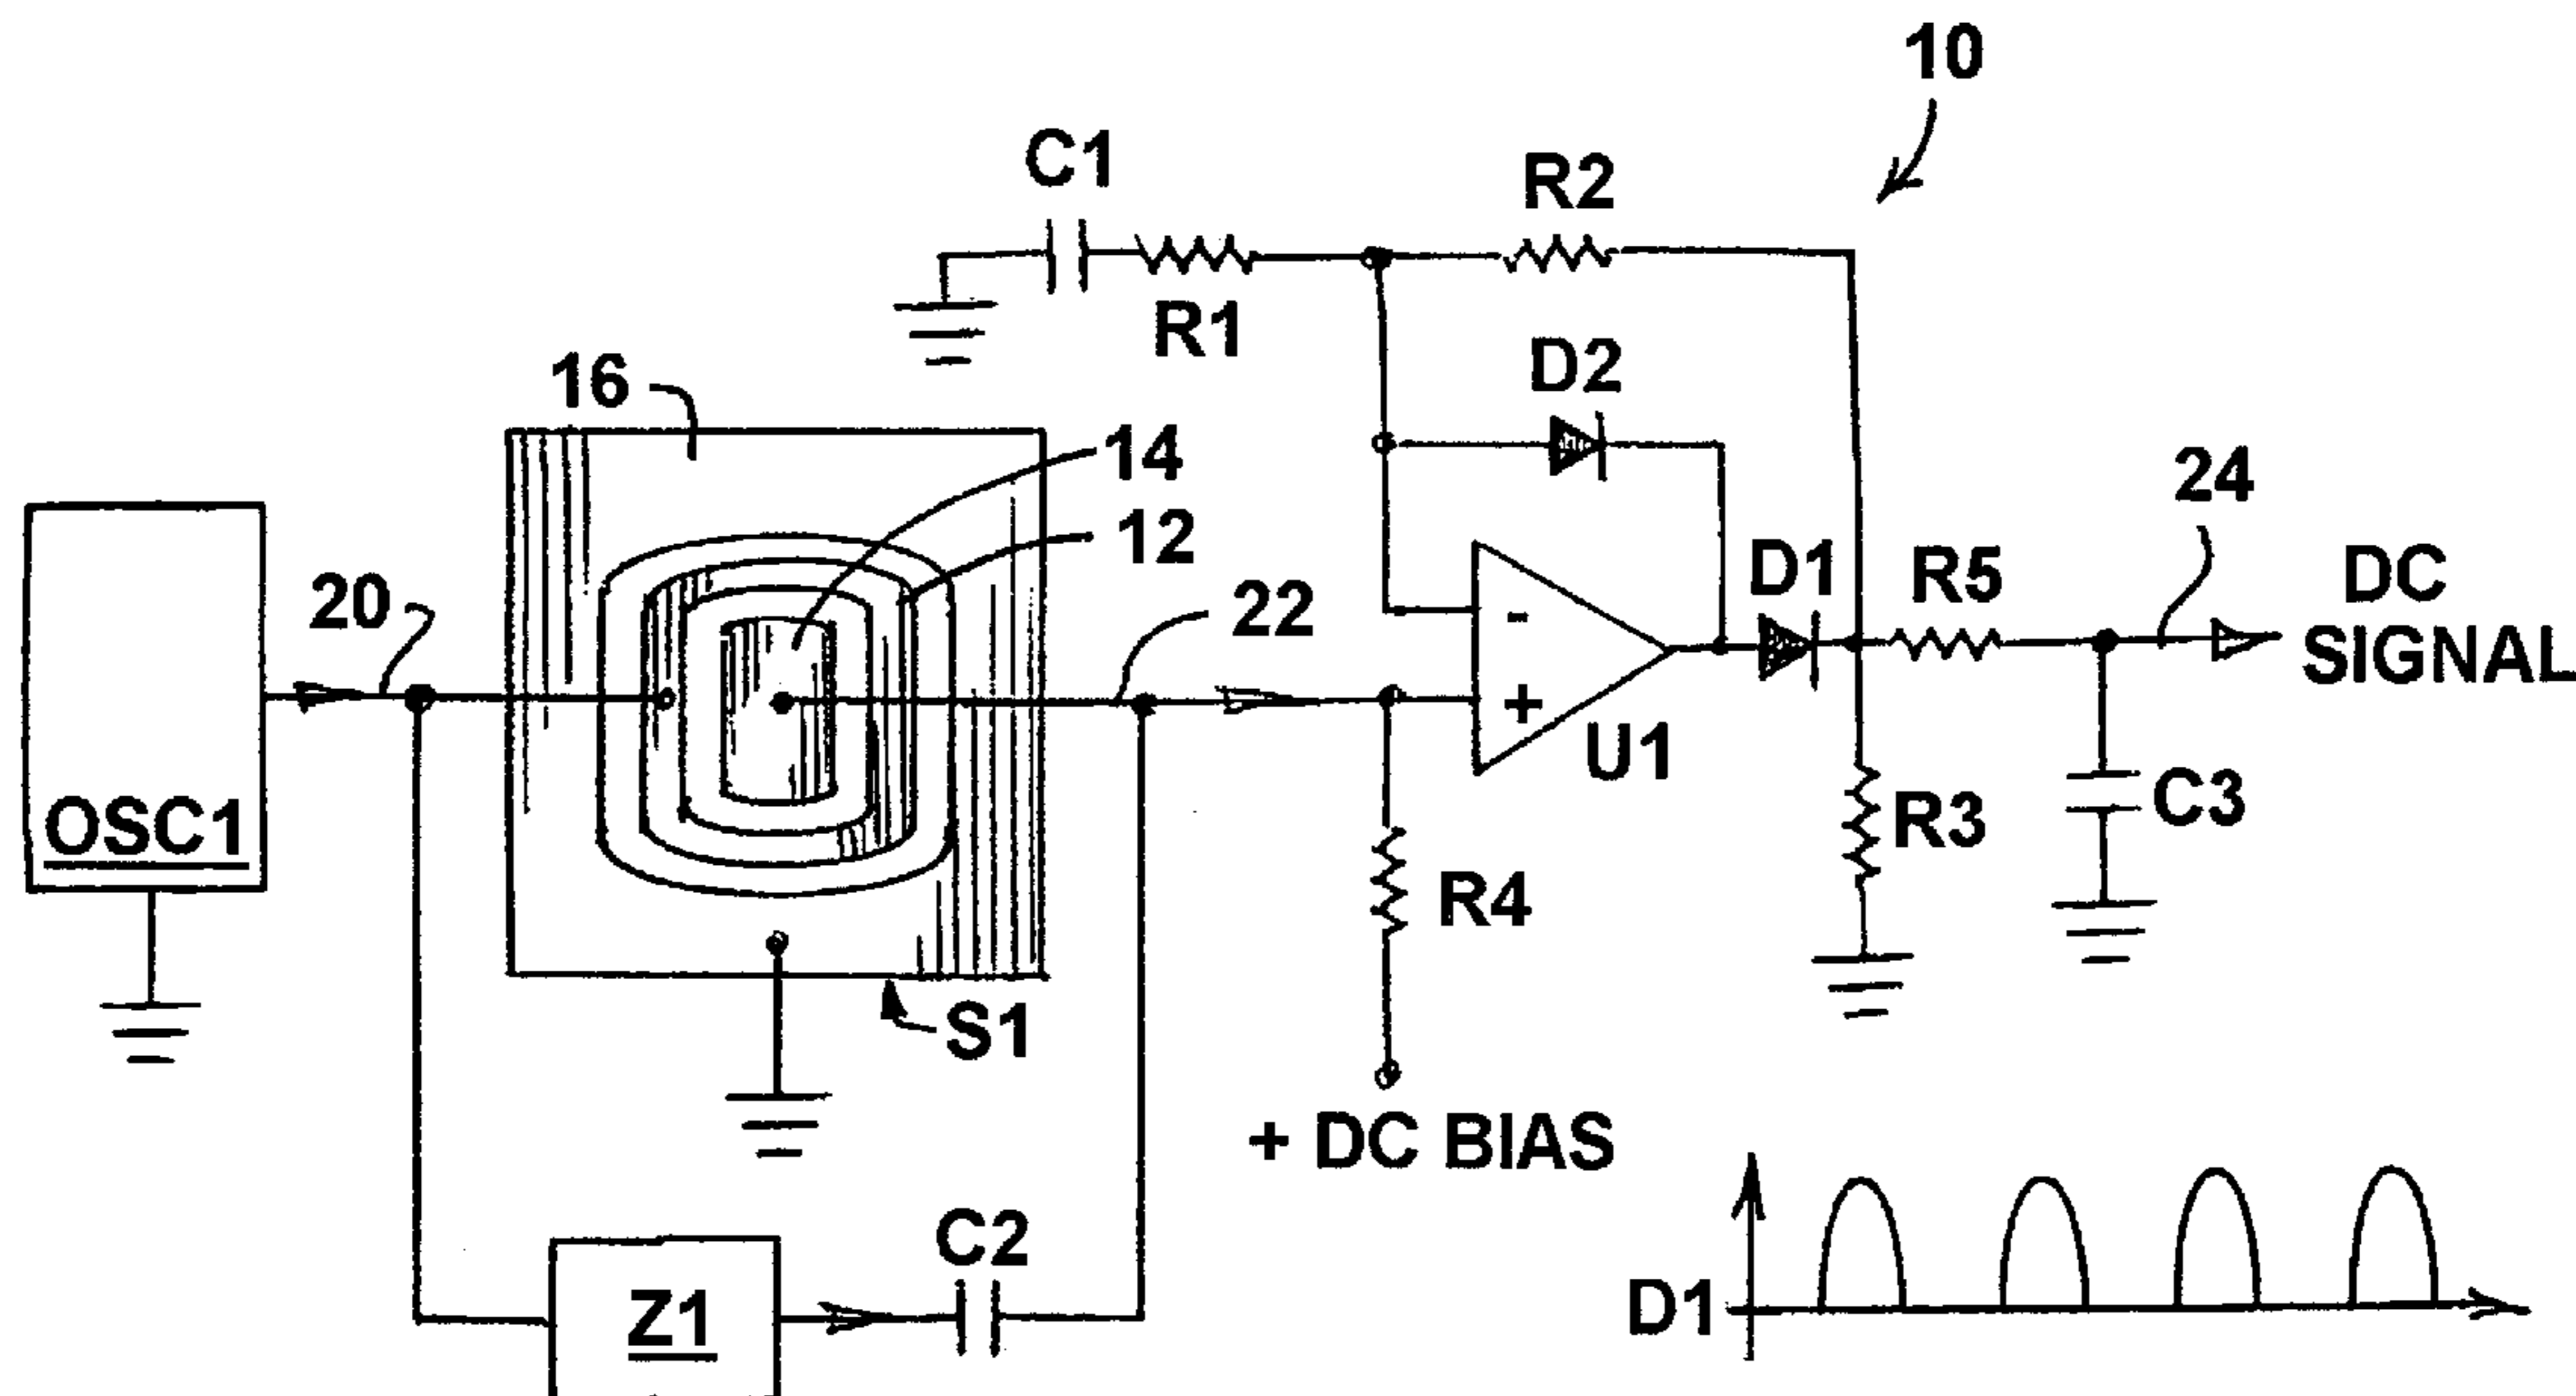 10
C1
R2
R1
D2
16
14
12
24
20
22
D1
R5
DC
SIGNAL
-
+
U1
OSC1
R3
C3
R4
S1
+ DC BIAS
C2
Z1
D1